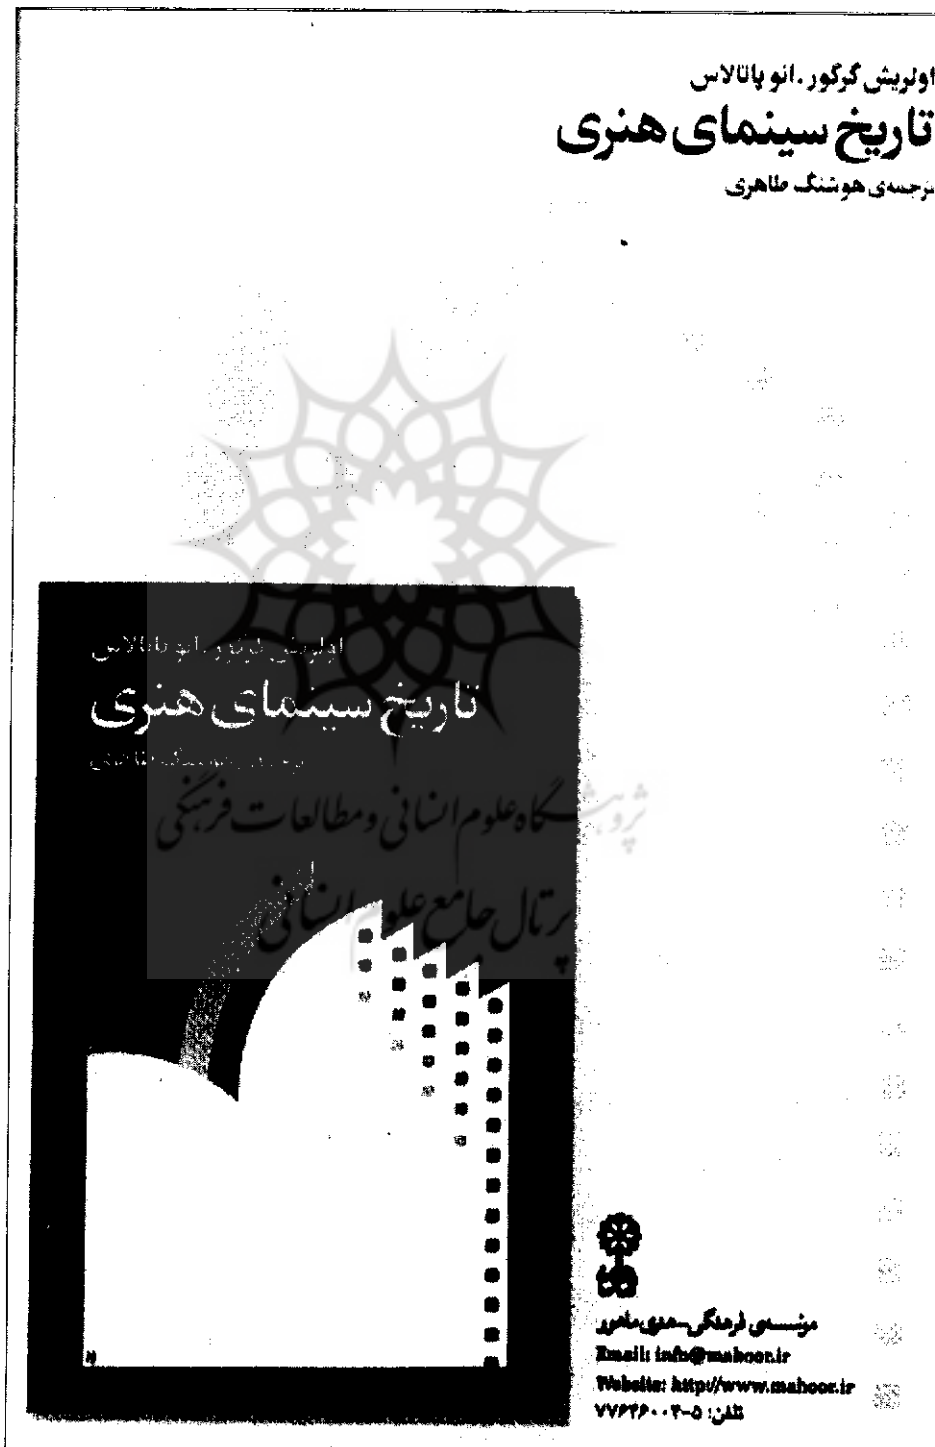 اولریش گرگور . انو پاتالاس
تاریخ سینمای هنری
ترجمه‌ی هوشنگ طاهری
اولریش گرگور. انو پاتالاس
تاریخ سینمای هنری
پژوهشگاه علوم انسانی و مطالعات فرهنگی
پرتال جامع علوم انسانی
موسسه‌ی فرهنگی-هنری ماهور
Email: info@mahoor.ir
Website: http://www.mahoor.ir
تلفن: ۵-۷۷۶۴۶۰۰۴